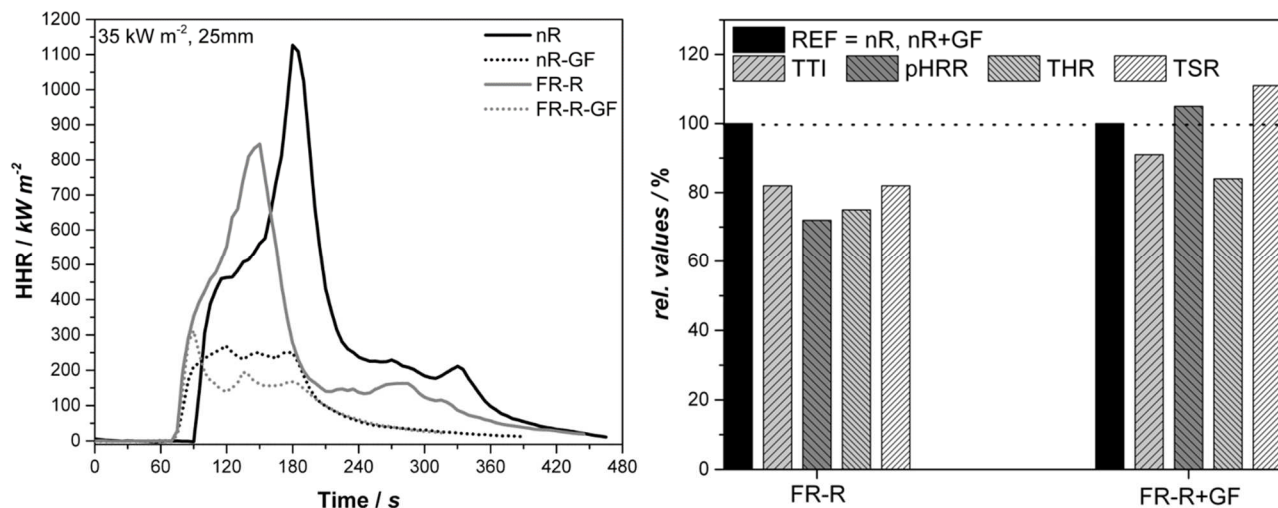 35 kW m⁻², 25mm
nR
nR-GF
FR-R
FR-R-GF
HHR / kW m⁻²
1200
1100
1000
900
800
700
600
500
400
300
200
100
0
0 60 120 180 240 300 360 420 480
Time / s
REF = nR, nR+GF
TTI pHRR THR TSR
rel. values / %
120
100
80
60
40
20
0
FR-R FR-R+GF